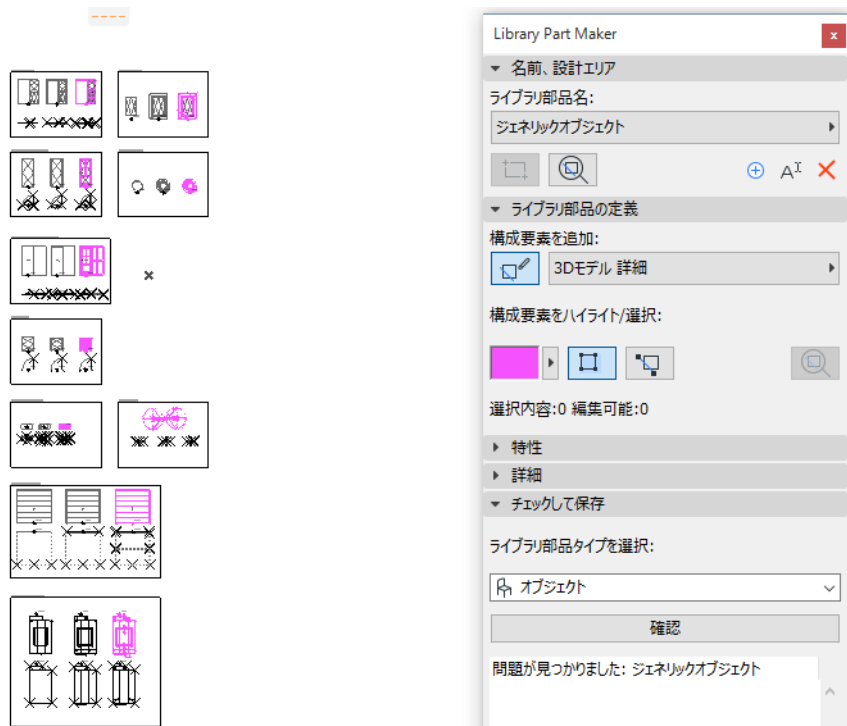 Library Part Maker
x
名前、設計エリア
ライブラリ部品名:
ジェネリックオブジェクト
A
ライブラリ部品の定義
構成要素を追加:
3Dモデル 詳細
構成要素をハイライト/選択:
選択内容:0 編集可能:0
特性
詳細
チェックして保存
ライブラリ部品タイプを選択:
オブジェクト
確認
問題が見つかりました: ジェネリックオブジェクト